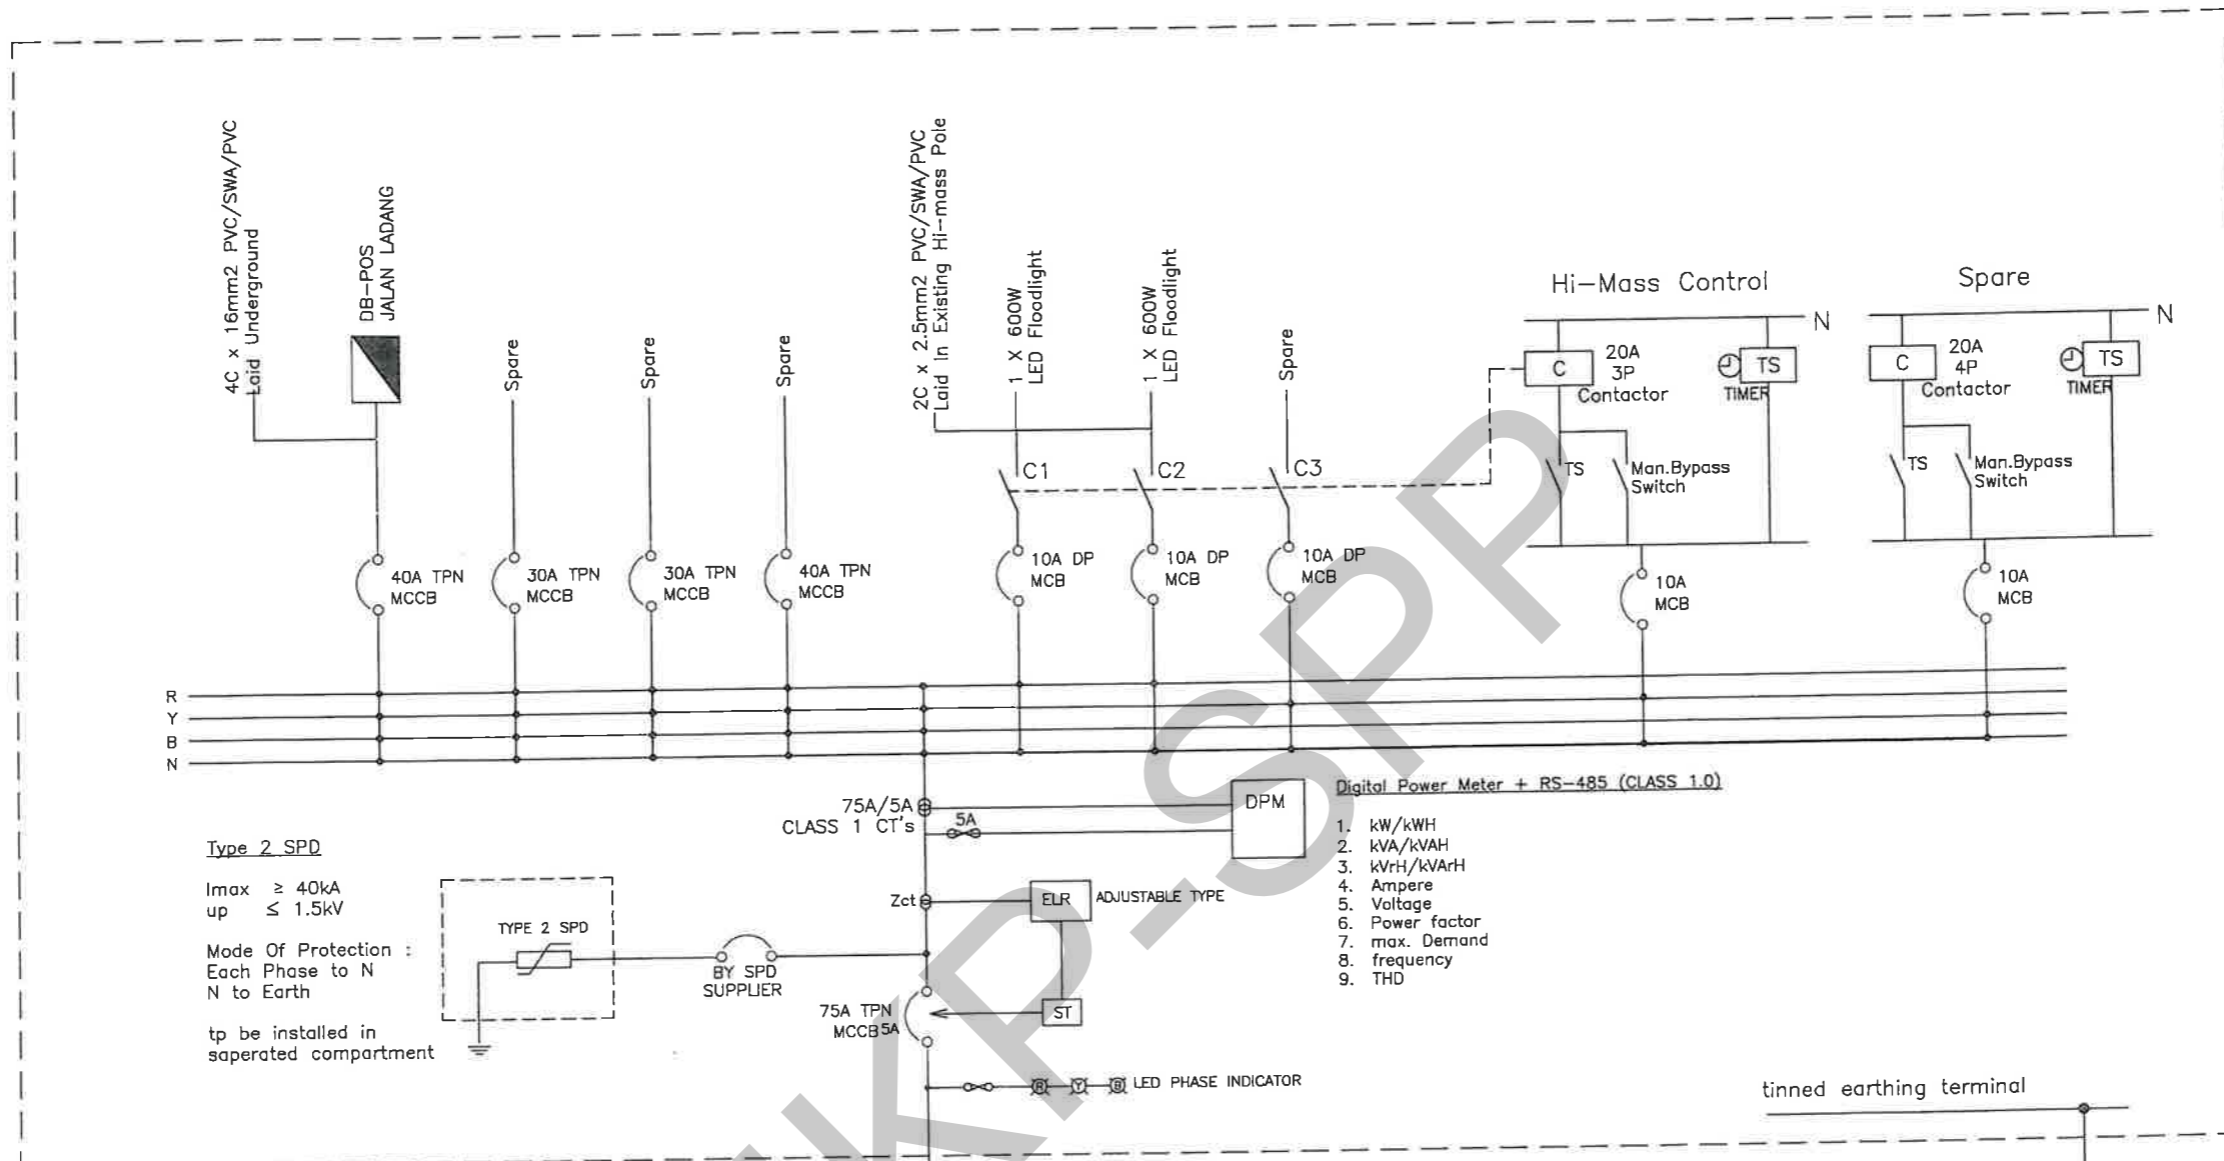 4C x 16mm2 PVC/SWA/PVC
Laid Underground
DB-POS
JALAN LADANG
Spare
Spare
Spare
2C x 2.5mm2 PVC/SWA/PVC
Laid In Existing Hi-mass Pole
1 X 600W
LED Floodlight
1 X 600W
LED Floodlight
Spare
Hi-Mass Control
N
C
20A
3P
Contactor
TS
TIMER
TS
Man.Bypass
Switch
Spare
N
C
20A
4P
Contactor
TS
TIMER
TS
Man.Bypass
Switch
C1
C2
C3
40A TPN
MCCB
30A TPN
MCCB
30A TPN
MCCB
40A TPN
MCCB
10A DP
MCB
10A DP
MCB
10A DP
MCB
10A
MCB
10A
MCB
R
Y
B
N
75A/5A
CLASS 1 CT's
5A
DPM
Digital Power Meter + RS-485 (CLASS 1.0)
1. kW/kWH
2. kVA/kVAH
3. kVrH/kVArH
4. Ampere
5. Voltage
6. Power factor
7. max. Demand
8. frequency
9. THD
Type 2 SPD
Imax ≥ 40kA
up ≤ 1.5kV
Mode Of Protection :
Each Phase to N
N to Earth
tp be installed in
saperated compartment
TYPE 2 SPD
BY SPD
SUPPLIER
Zct
ELR
ADJUSTABLE TYPE
75A TPN
MCCB 5A
ST
R Y B LED PHASE INDICATOR
tinned earthing terminal
KP-SPP